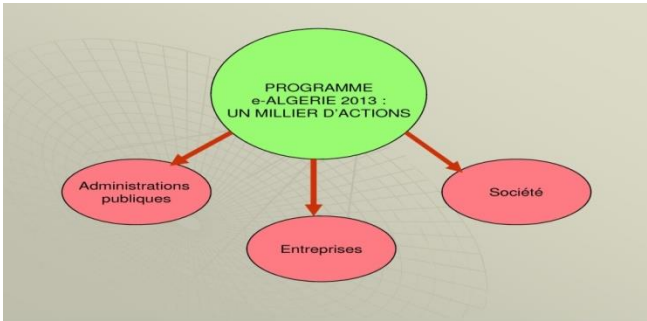 PROGRAMME
e-ALGERIE 2013 :
UN MILLIER D'ACTIONS
Administrations
publiques
Société
Entreprises